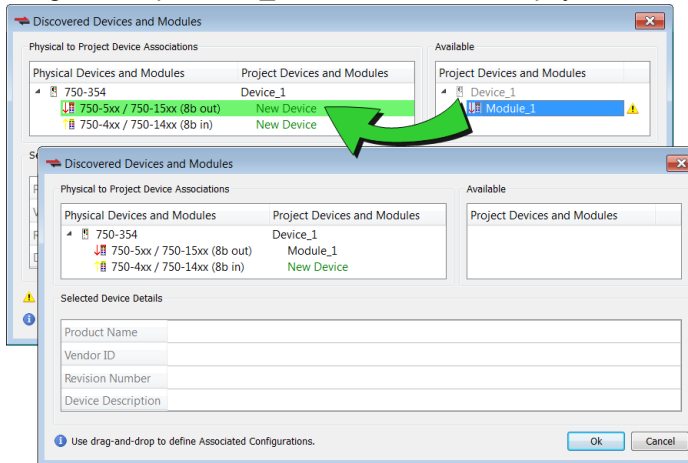 Discovered Devices and Modules
Physical to Project Device Associations
Available
Physical Devices and Modules
Project Devices and Modules
Project Devices and Modules
750-354
Device_1
Device_1
750-5xx / 750-15xx (8b out)
New Device
Module_1
750-4xx / 750-14xx (8b in)
New Device
Discovered Devices and Modules
Physical to Project Device Associations
Available
Physical Devices and Modules
Project Devices and Modules
Project Devices and Modules
750-354
Device_1
750-5xx / 750-15xx (8b out)
Module_1
750-4xx / 750-14xx (8b in)
New Device
Selected Device Details
Product Name
Vendor ID
Revision Number
Device Description
Use drag-and-drop to define Associated Configurations.
Ok
Cancel